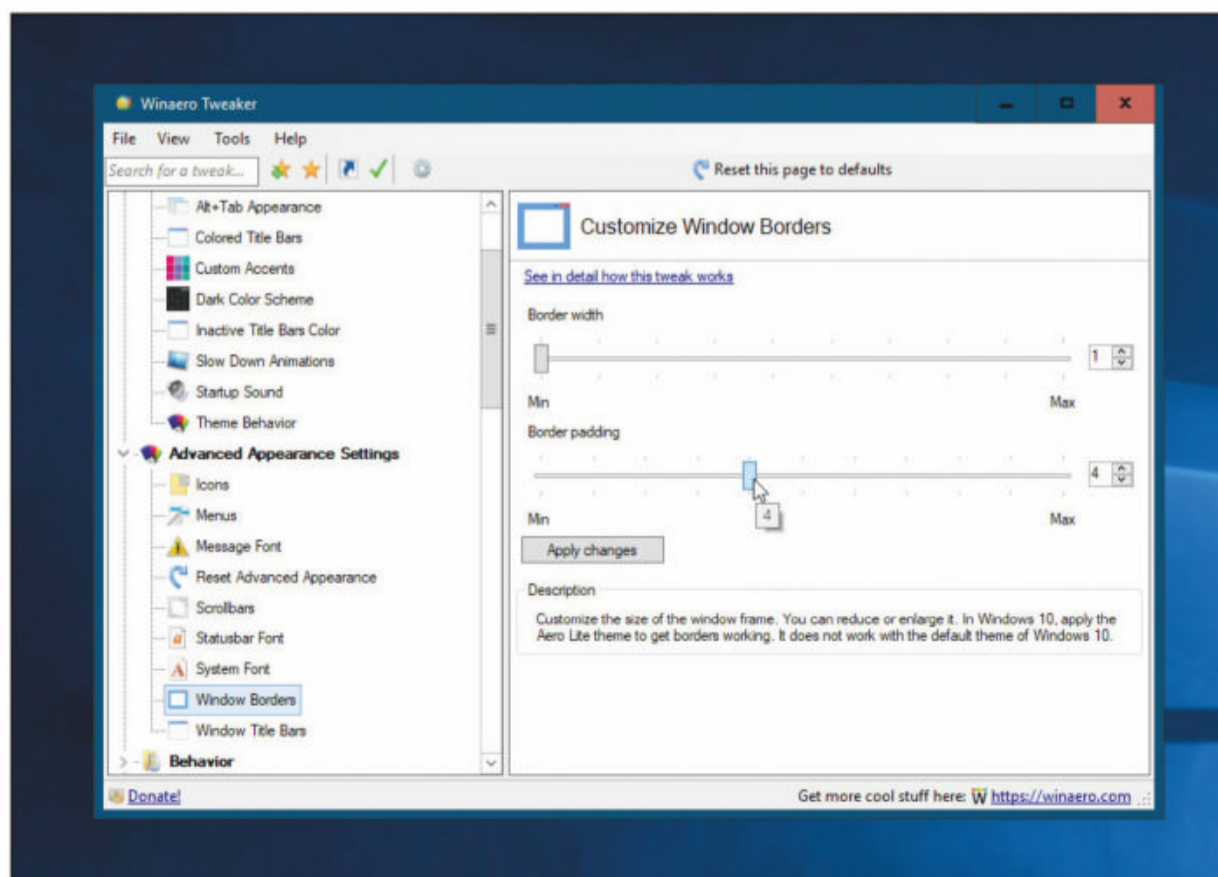 Winaero Tweaker
File View Tools Help
Search for a tweak...
Reset this page to defaults
Alt+Tab Appearance
Colored Title Bars
Custom Accents
Dark Color Scheme
Inactive Title Bars Color
Slow Down Animations
Startup Sound
Theme Behavior
Advanced Appearance Settings
Icons
Menus
Message Font
Reset Advanced Appearance
Scrollbars
Statusbar Font
System Font
Window Borders
Window Title Bars
Behavior
Customize Window Borders
See in detail how this tweak works
Border width
1
Min Max
Border padding
4
4
Min Max
Apply changes
Description
Customize the size of the window frame. You can reduce or enlarge it. In Windows 10, apply the
Aero Lite theme to get borders working. It does not work with the default theme of Windows 10.
Donate!
Get more cool stuff here: W https://winaero.com